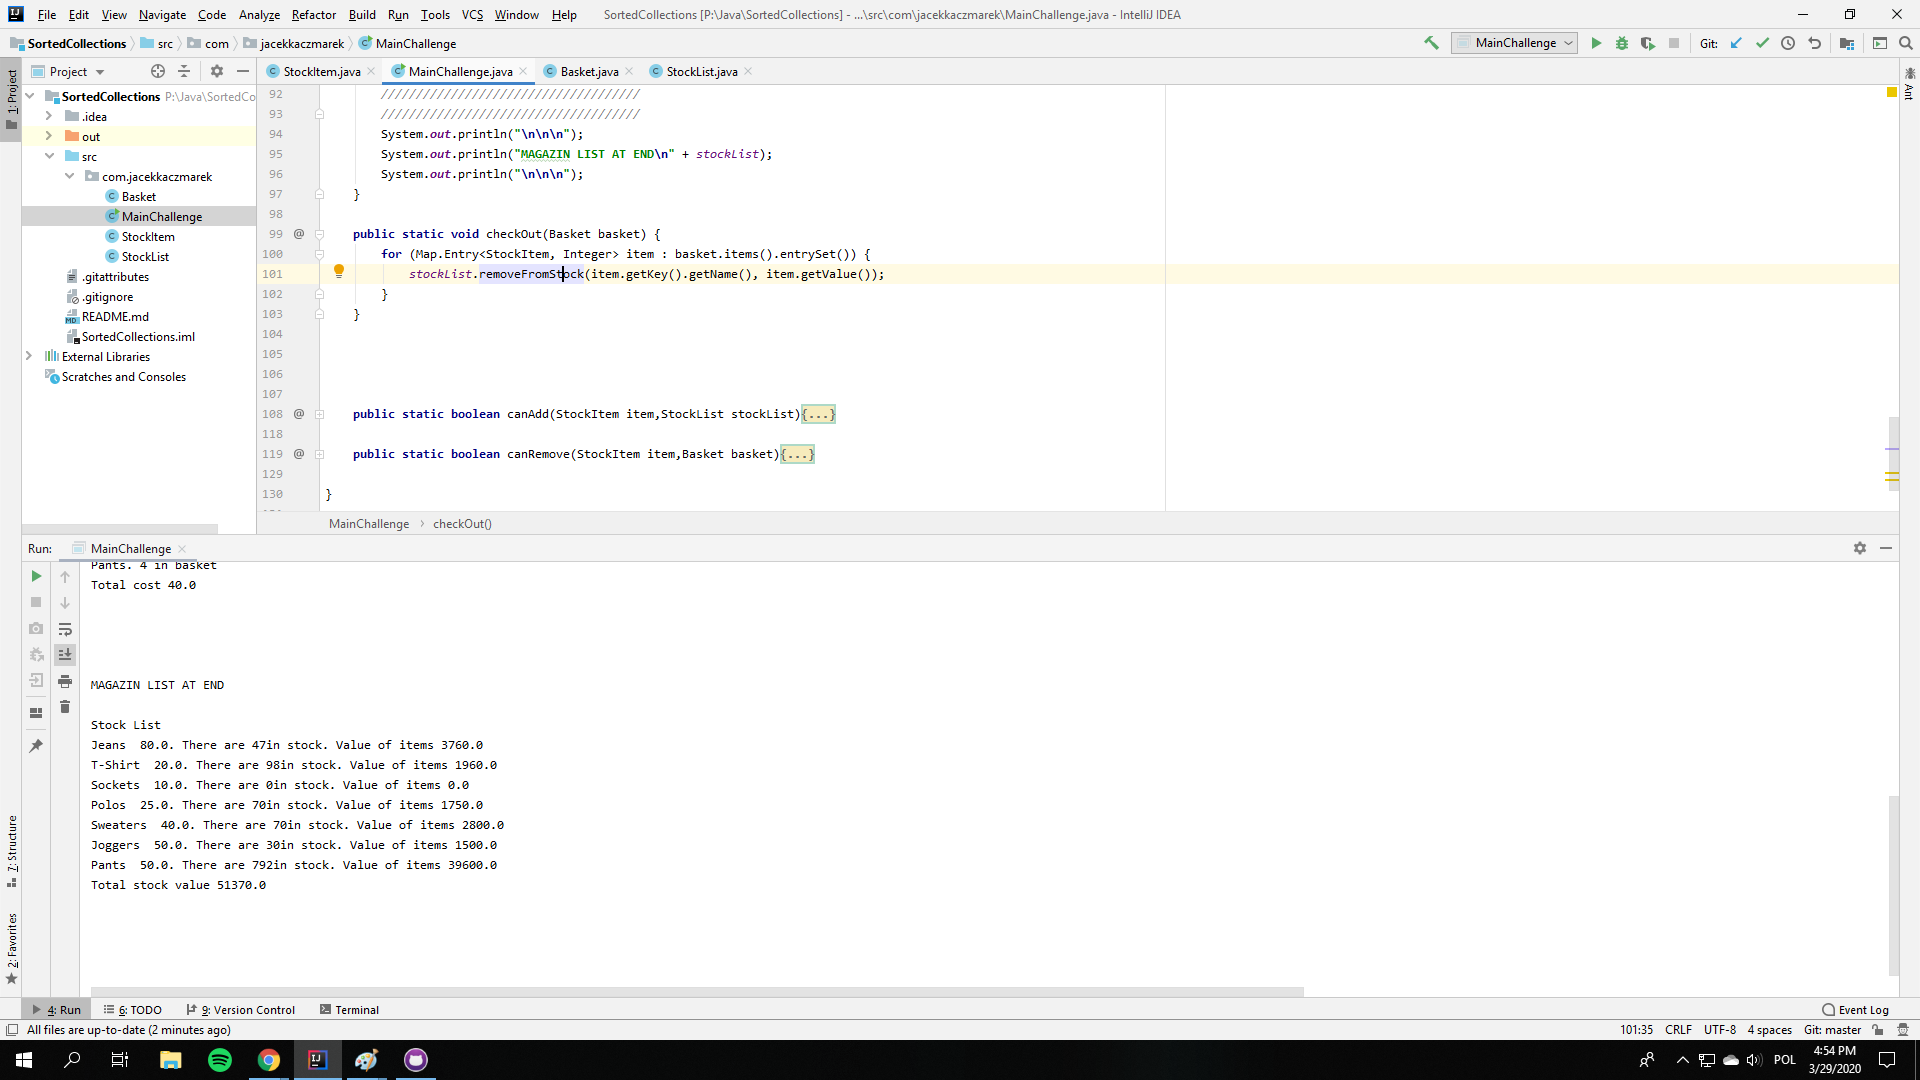 File Edit View Navigate Code Analyze Refactor Build Run Tools VCS Window Help SortedCollections [P:\Java\SortedCollections] - ...\src\com\jacekkaczmarek\MainChallenge.java - IntelliJ IDEA
SortedCollections src com jacekkaczmarek MainChallenge MainChallenge Git:
Project StockItem.java MainChallenge.java Basket.java StockList.java
1: Project
Ant
SortedCollections P:\Java\SortedCo
.idea
out
src
com.jacekkaczmarek
Basket
MainChallenge
StockItem
StockList
.gitattributes
.gitignore
README.md
SortedCollections.iml
External Libraries
Scratches and Consoles
92 /////////////////////////////////////
93 /////////////////////////////////////
94 System.out.println("\n\n\n");
95 System.out.println("MAGAZIN LIST AT END\n" + stockList);
96 System.out.println("\n\n\n");
97 }
98
99 @ public static void checkOut(Basket basket) {
100 for (Map.Entry<StockItem, Integer> item : basket.items().entrySet()) {
101 stockList.removeFromStock(item.getKey().getName(), item.getValue());
102 }
103 }
104
105
106
107
108 @ public static boolean canAdd(StockItem item,StockList stockList){...}
118
119 @ public static boolean canRemove(StockItem item,Basket basket){...}
129
130 }
MainChallenge › checkOut()
Run: MainChallenge
Pants. 4 in basket
Total cost 40.0
MAGAZIN LIST AT END
Stock List
Jeans  80.0. There are 47in stock. Value of items 3760.0
T-Shirt  20.0. There are 98in stock. Value of items 1960.0
Sockets  10.0. There are 0in stock. Value of items 0.0
Polos  25.0. There are 70in stock. Value of items 1750.0
Sweaters  40.0. There are 70in stock. Value of items 2800.0
Joggers  50.0. There are 30in stock. Value of items 1500.0
Pants  50.0. There are 792in stock. Value of items 39600.0
Total stock value 51370.0
7: Structure
2: Favorites
4: Run 6: TODO 9: Version Control Terminal Event Log
All files are up-to-date (2 minutes ago) 101:35 CRLF UTF-8 4 spaces Git: master
POL 4:54 PM
3/29/2020